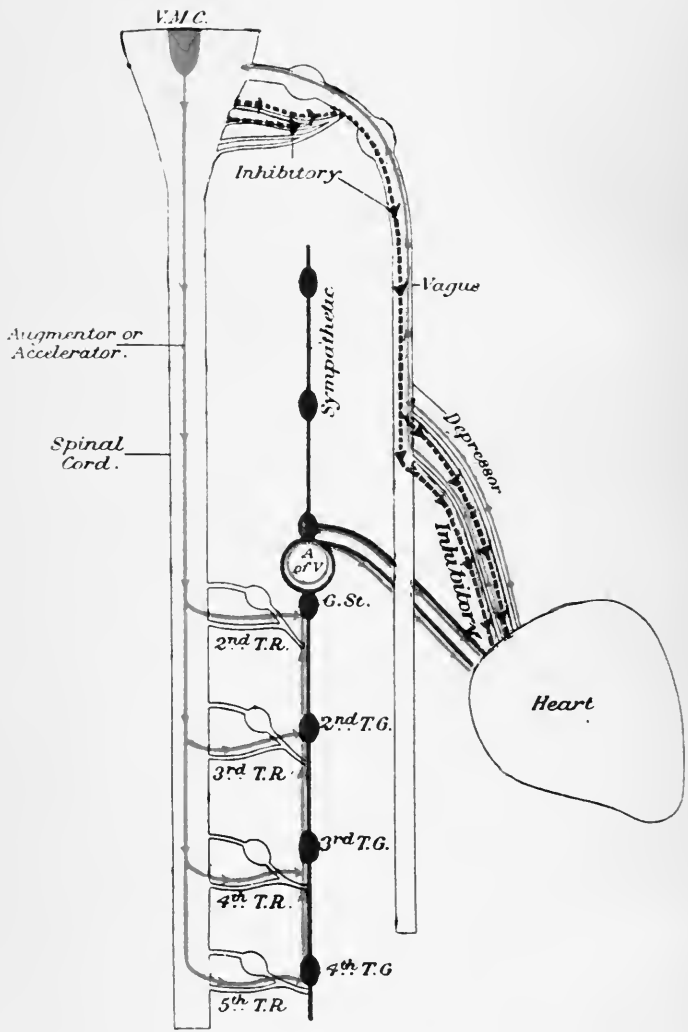 V.M.C.
Inhibitory
Vagus
Sympathetic
Augmentor or
Accelerator.
Depressor
Spinal
Cord.
Inhibitory
A
of V
G.St.
2nd T.R.
Heart
2nd T.G.
3rd T.R
3rd T.G.
4th T.R.
4th T.G
5th T.R